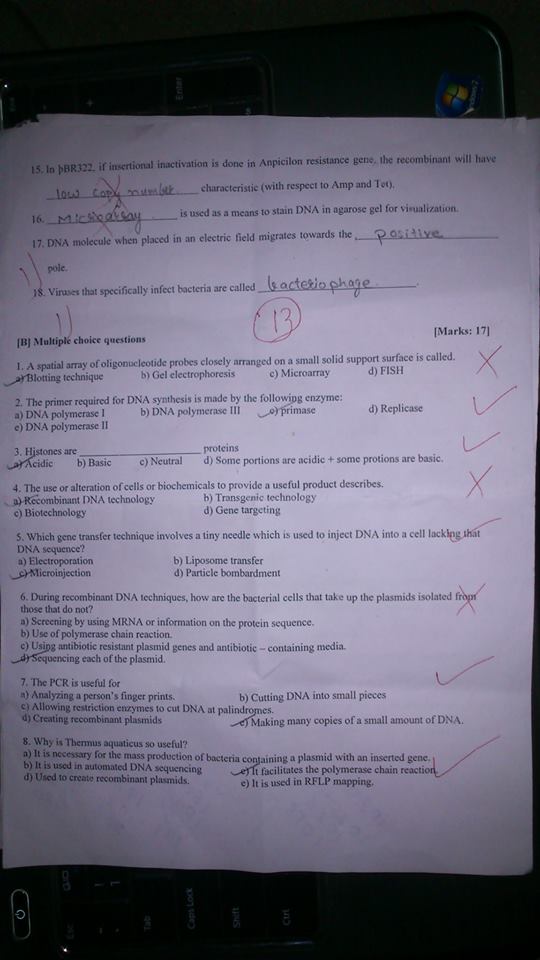 Enter
15. In pBR322, if insertional inactivation is done in Anpicilon resistance gene, the recombinant will have
low copy number characteristic (with respect to Amp and Tet).
16. Microarray is used as a means to stain DNA in agarose gel for visualization.
17. DNA molecule when placed in an electric field migrates towards the positive
pole.
18. Viruses that specifically infect bacteria are called bacteriophage.
13
[B] Multiple choice questions [Marks: 17]
1. A spatial array of oligonucleotide probes closely arranged on a small solid support surface is called.
a) Blotting technique b) Gel electrophoresis c) Microarray d) FISH
2. The primer required for DNA synthesis is made by the following enzyme:
a) DNA polymerase I b) DNA polymerase III c) primase d) Replicase
e) DNA polymerase II
3. Histones are ____________________ proteins
a) Acidic b) Basic c) Neutral d) Some portions are acidic + some protions are basic.
4. The use or alteration of cells or biochemicals to provide a useful product describes.
a) Recombinant DNA technology b) Transgenic technology
c) Biotechnology d) Gene targeting
5. Which gene transfer technique involves a tiny needle which is used to inject DNA into a cell lacking that
DNA sequence?
a) Electroporation b) Liposome transfer
c) Microinjection d) Particle bombardment
6. During recombinant DNA techniques, how are the bacterial cells that take up the plasmids isolated from
those that do not?
a) Screening by using MRNA or information on the protein sequence.
b) Use of polymerase chain reaction.
c) Using antibiotic resistant plasmid genes and antibiotic – containing media.
d) Sequencing each of the plasmid.
7. The PCR is useful for
a) Analyzing a person's finger prints. b) Cutting DNA into small pieces
c) Allowing restriction enzymes to cut DNA at palindromes.
d) Creating recombinant plasmids e) Making many copies of a small amount of DNA.
8. Why is Thermus aquaticus so useful?
a) It is necessary for the mass production of bacteria containing a plasmid with an inserted gene.
b) It is used in automated DNA sequencing c) It facilitates the polymerase chain reaction.
d) Used to create recombinant plasmids. e) It is used in RFLP mapping.
Esc
Tab
Caps Lock
Shift
Ctrl